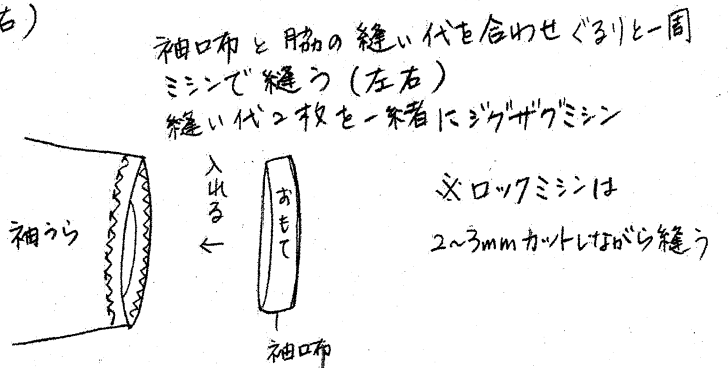 右)
袖口布と脇の縫い代を合わせぐるりと一周
ミシンで縫う(左右)
縫い代2枚を一緒にジグザグミシン
入れる
←
おもて
袖うら
袖口布
※ロックミシンは
2~3mmカットしながら縫う